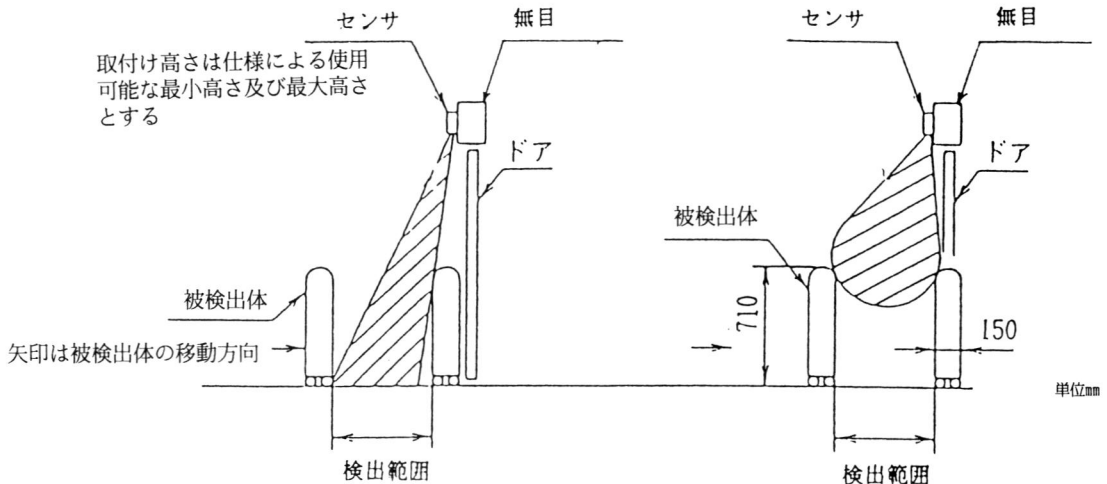 センサ
無目
取付け高さは仕様による使用
可能な最小高さ及び最大高さ
とする
ドア
被検出体
矢印は被検出体の移動方向
検出範囲
センサ
無目
ドア
被検出体
710
150
単位mm
検出範囲